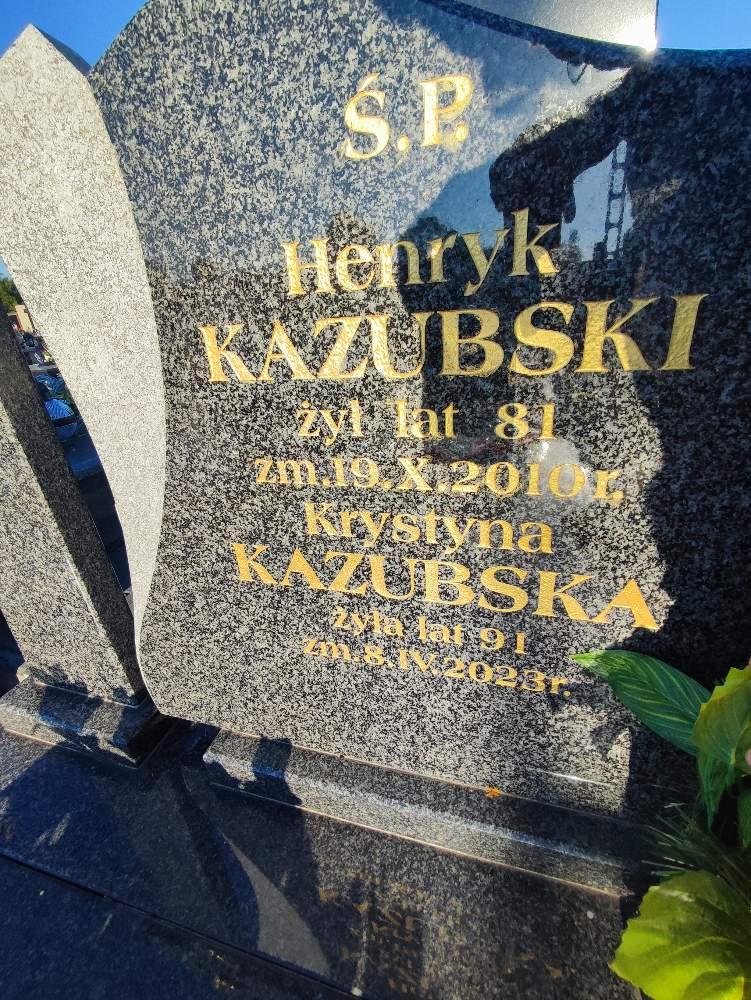 Ś.P.
Henryk
KAZUBSKI
żył lat 81
zm.19.X.2010r.
Krystyna
KAZUBSKA
żyła lat 91
zm.8.IV.2023r.